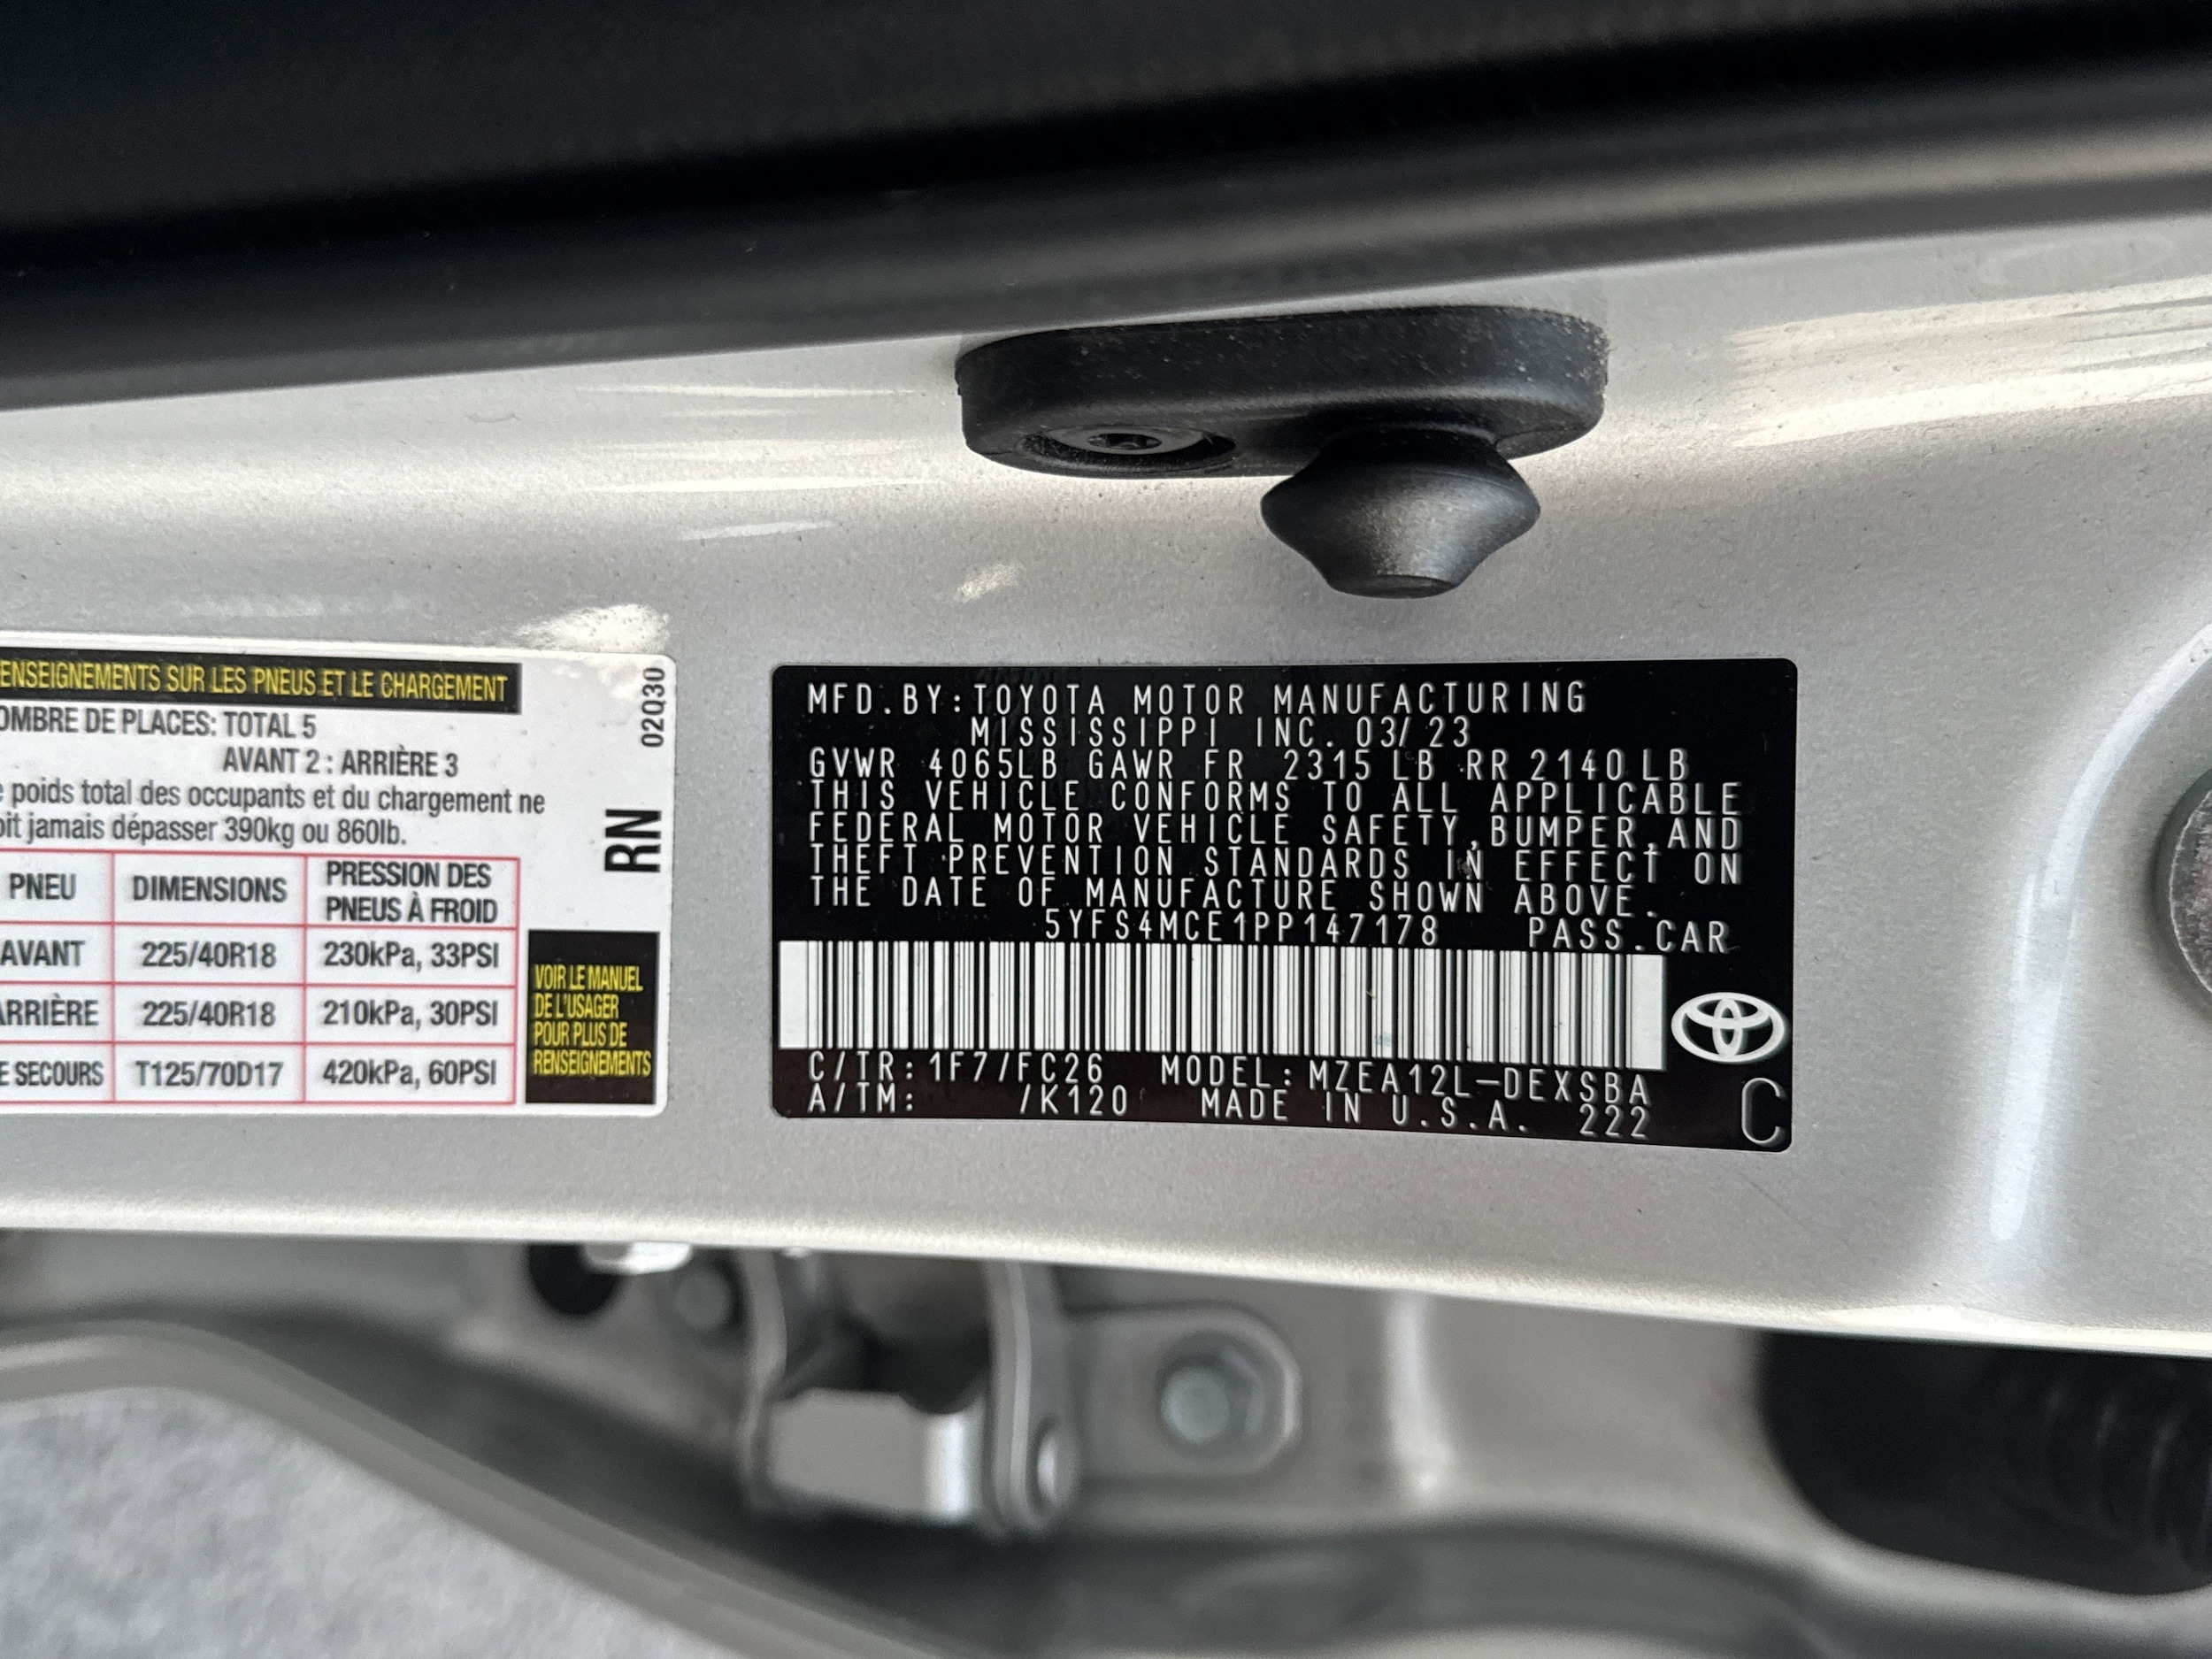 ENSEIGNEMENTS SUR LES PNEUS ET LE CHARGEMENT
OMBRE DE PLACES: TOTAL 5
AVANT 2 : ARRIÈRE 3
e poids total des occupants et du chargement ne
oit jamais dépasser 390kg ou 860lb.
PNEU DIMENSIONS PRESSION DES
PNEUS À FROID
AVANT 225/40R18 230kPa, 33PSI
ARRIÈRE 225/40R18 210kPa, 30PSI
E SECOURS T125/70D17 420kPa, 60PSI
02Q30
RN
VOIR LE MANUEL
DE L'USAGER
POUR PLUS DE
RENSEIGNEMENTS
MFD.BY:TOYOTA MOTOR MANUFACTURING
MISSISSIPPI INC. 03/23
GVWR 4065LB GAWR FR 2315 LB RR 2140 LB
THIS VEHICLE CONFORMS TO ALL APPLICABLE
FEDERAL MOTOR VEHICLE SAFETY,BUMPER,AND
THEFT PREVENTION STANDARDS IN EFFECT ON
THE DATE OF MANUFACTURE SHOWN ABOVE.
5YFS4MCE1PP147178 PASS.CAR
C/TR: 1F7/FC26 MODEL: MZEA12L-DEXSBA
A/TM: /K120 MADE IN U.S.A. 222
C